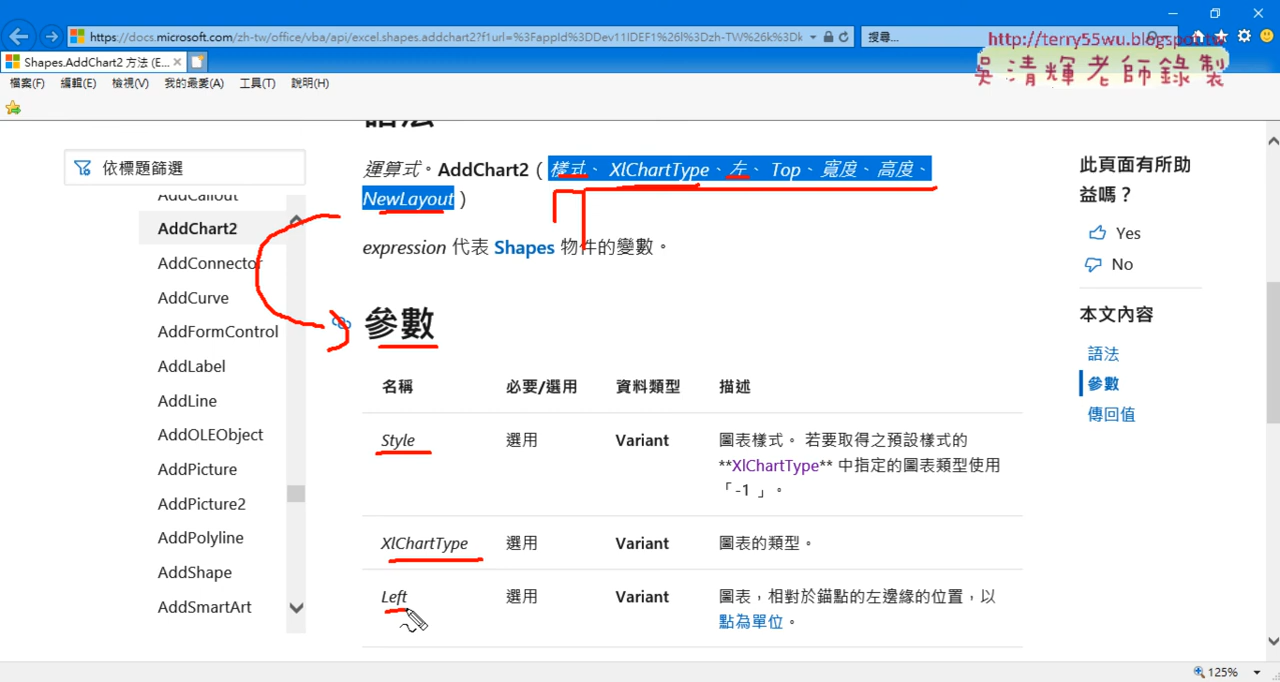 https://docs.microsoft.com/zh-tw/office/vba/api/excel.shapes.addchart2?f1url=%3FappId%3DDev11IDEF1%26l%3Dzh-TW%26k%3Dk
搜尋...
http://terry55wu.blogspot.tw
吳清輝老師錄製
Shapes.AddChart2 方法 (E...
檔案(F) 編輯(E) 檢視(V) 我的最愛(A) 工具(T) 說明(H)
語法
依標題篩選
運算式。AddChart2 ( 樣式、 XlChartType、左、 Top、寬度、高度、
NewLayout )
expression 代表 Shapes 物件的變數。
AddCallout
AddChart2
AddConnector
AddCurve
AddFormControl
AddLabel
AddLine
AddOLEObject
AddPicture
AddPicture2
AddPolyline
AddShape
AddSmartArt
參數
名稱 必要/選用 資料類型 描述
Style 選用 Variant 圖表樣式。 若要取得之預設樣式的
**XlChartType** 中指定的圖表類型使用
「-1 」。
XlChartType 選用 Variant 圖表的類型。
Left 選用 Variant 圖表，相對於錨點的左邊緣的位置，以
點為單位。
此頁面有所助
益嗎？
Yes
No
本文內容
語法
參數
傳回值
125%